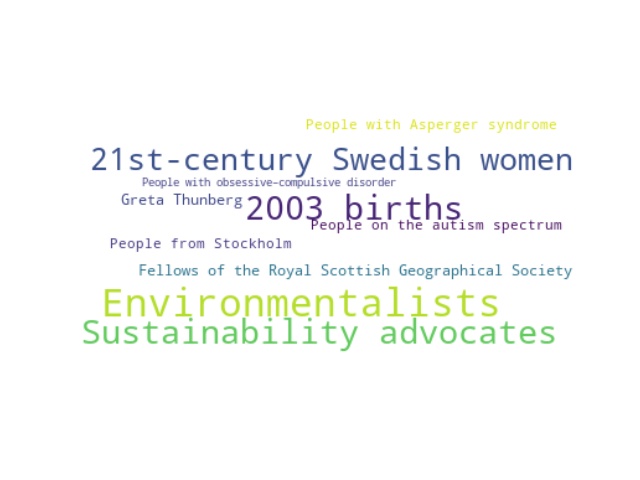 People with Asperger syndrome
21st-century Swedish women
People with obsessive-compulsive disorder
Greta Thunberg
2003 births
People on the autism spectrum
People from Stockholm
Fellows of the Royal Scottish Geographical Society
Environmentalists
Sustainability advocates